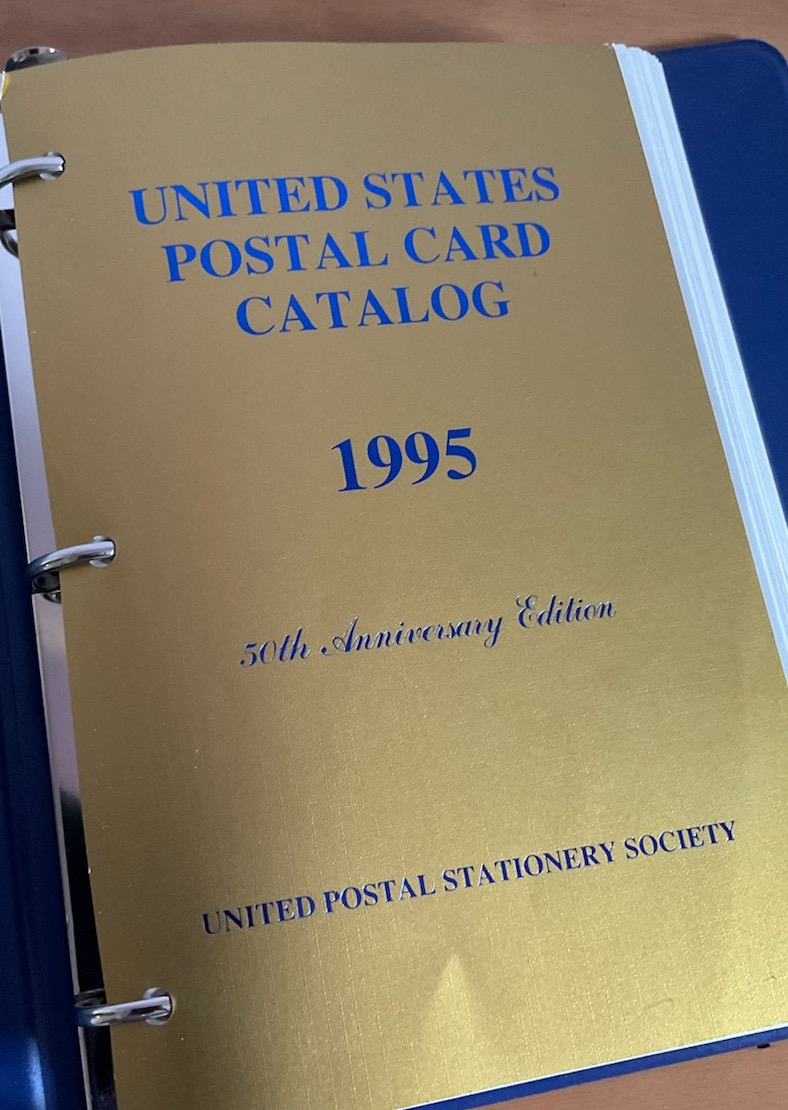 UNITED STATES
POSTAL CARD
CATALOG
1995
50th Anniversary Edition
UNITED POSTAL STATIONERY SOCIETY